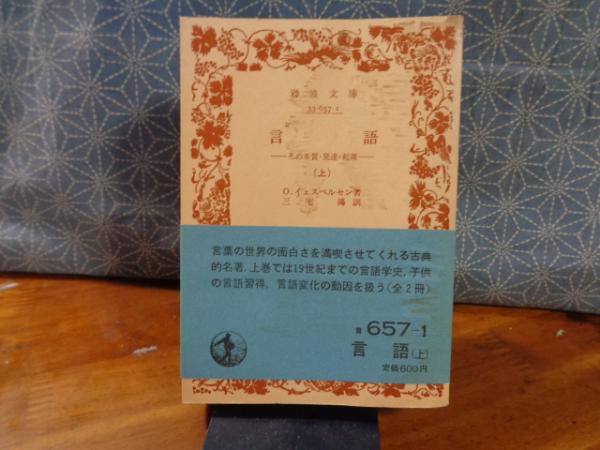 岩波文庫
33-657-1
言語
——その本質・発達・起源——
(上)
O.イェスペルセン著
三宅鴻訳
言葉の世界の面白さを満喫させてくれる古典
的名著．上巻では19世紀までの言語学史，子供
の言語習得，言語変化の動因を扱う(全2冊)
青 657-1
言語(上)
定価600円